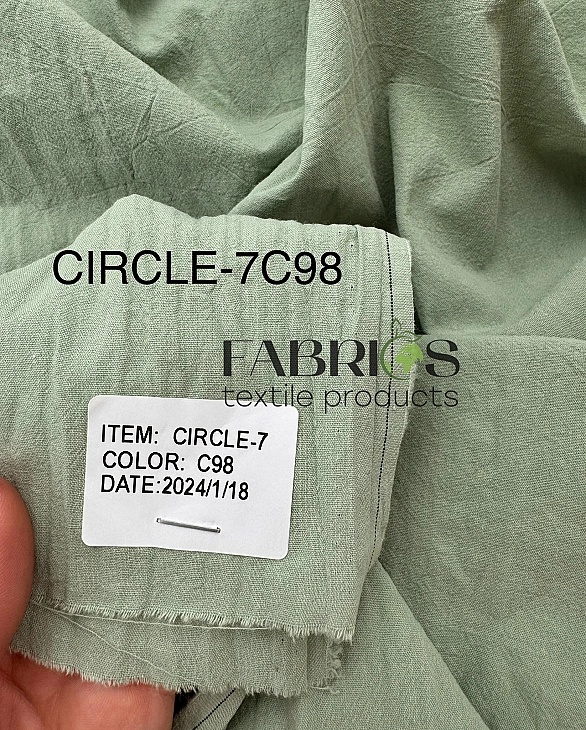 CIRCLE-7C98
FABRICS
textile products
ITEM: CIRCLE-7
COLOR: C98
DATE:2024/1/18